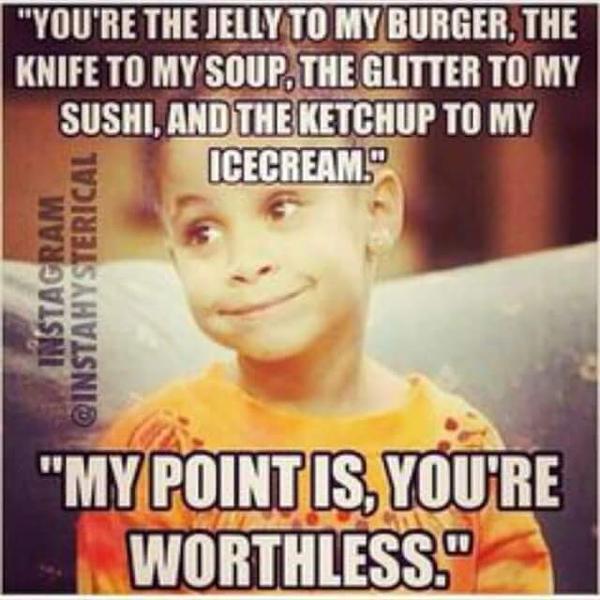 "YOU'RE THE JELLY TO MY BURGER, THE
KNIFE TO MY SOUP, THE GLITTER TO MY
SUSHI, AND THE KETCHUP TO MY
ICECREAM."
INSTAGRAM
@INSTAHYSTERICAL
"MY POINT IS, YOU'RE
WORTHLESS."